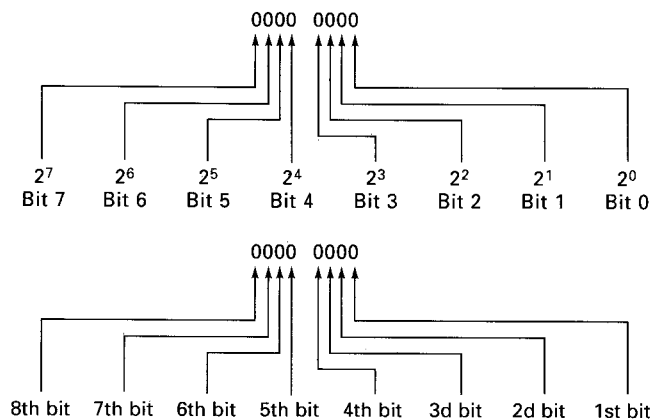 0000 0000
2⁷ 2⁶ 2⁵ 2⁴ 2³ 2² 2¹ 2⁰
Bit 7 Bit 6 Bit 5 Bit 4 Bit 3 Bit 2 Bit 1 Bit 0
0000 0000
8th bit 7th bit 6th bit 5th bit 4th bit 3d bit 2d bit 1st bit